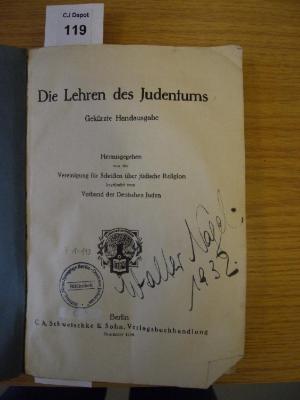 CJ Depot
119
Die Lehren des Judentums
Gekürzte Handausgabe
Herausgegeben
von der
Vereinigung für Schriften über jüdische Religion
begründet vom
Verband der Deutschen Juden
Walter Nagel.
1932.
Bibliothek
Berlin
C. A. Schwetschke & Sohn, Verlagsbuchhandlung